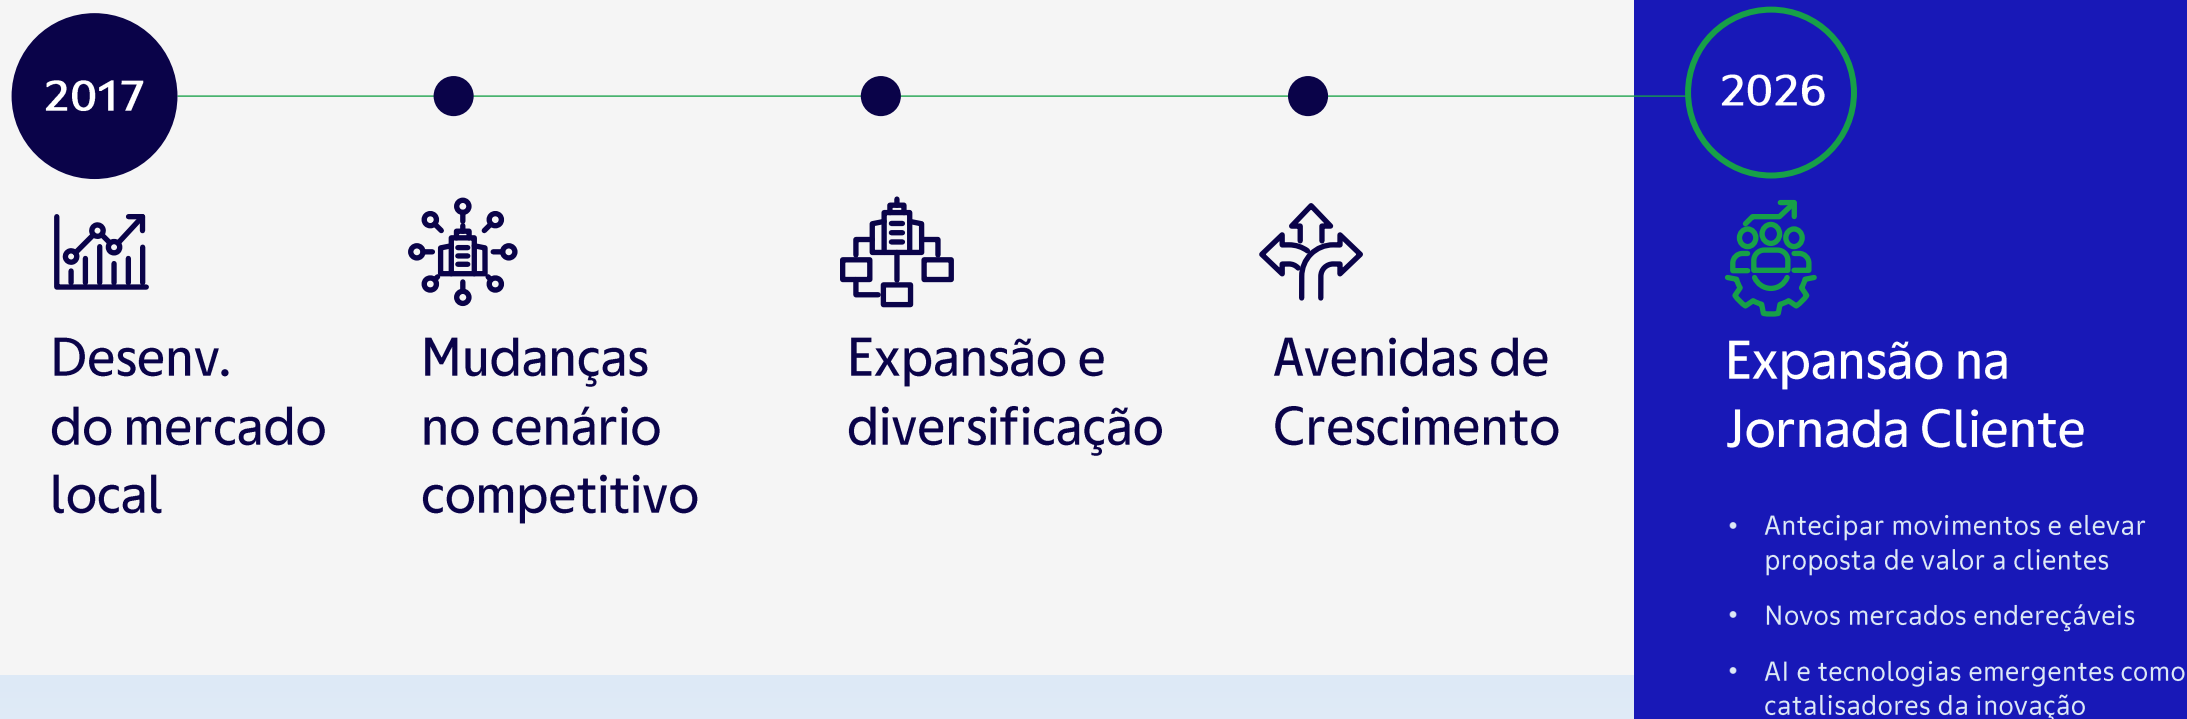 2017
2026
Desenv.
do mercado
local
Mudanças
no cenário
competitivo
Expansão e
diversificação
Avenidas de
Crescimento
Expansão na
Jornada Cliente
• Antecipar movimentos e elevar
proposta de valor a clientes
• Novos mercados endereçáveis
• AI e tecnologias emergentes como
catalisadores da inovação